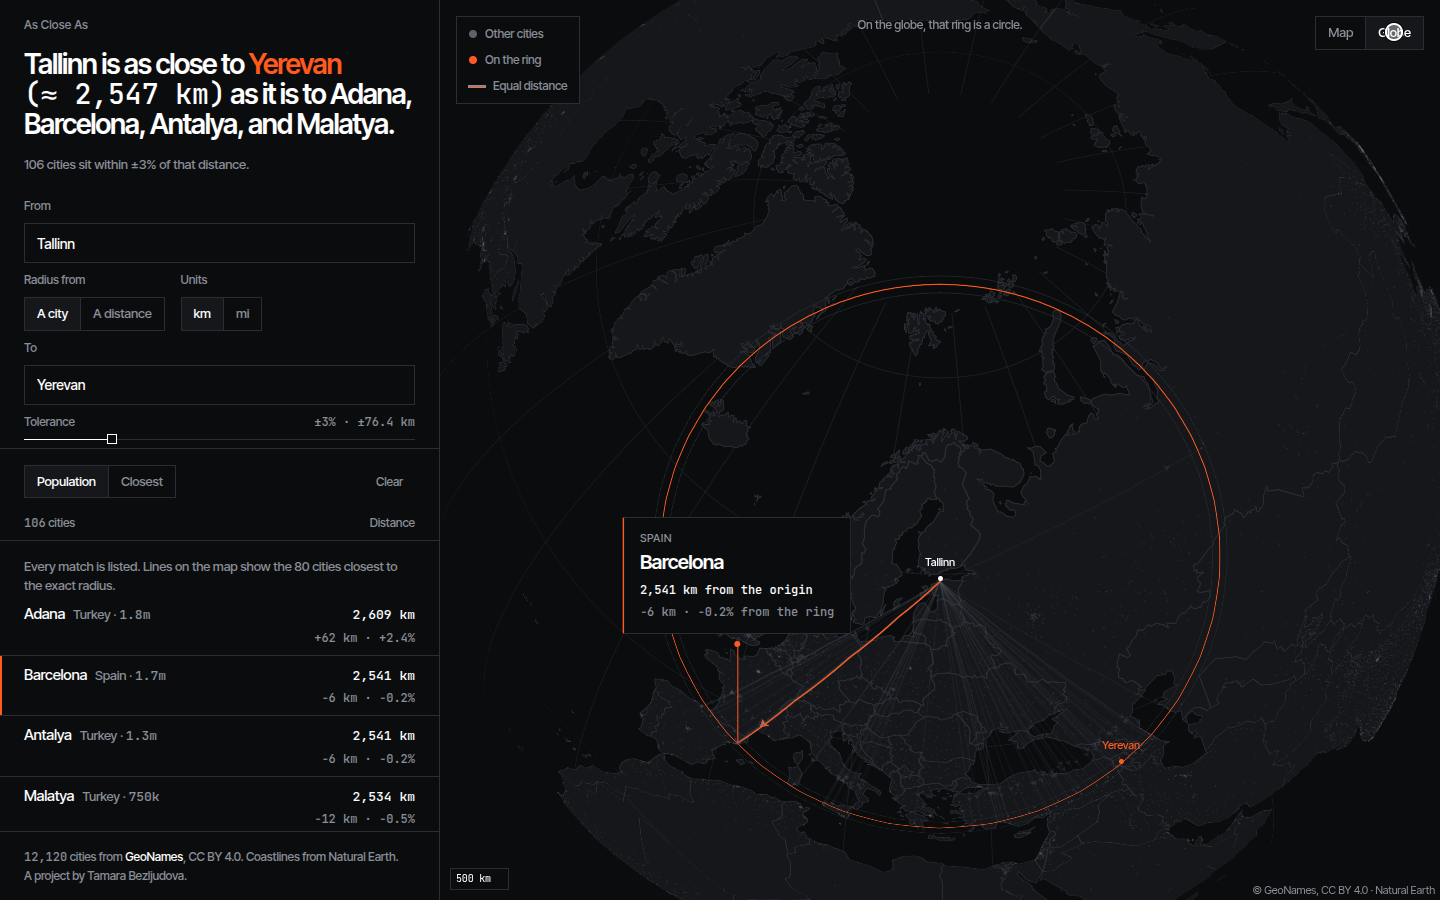 As Close As
Tallinn is as close to Yerevan
(≈ 2,547 km) as it is to Adana,
Barcelona, Antalya, and Malatya.
106 cities sit within ±3% of that distance.
From
Tallinn
Radius from
Units
A city
A distance
km
mi
To
Yerevan
Tolerance
±3% · ±76.4 km
Population
Closest
Clear
106 cities
Distance
Every match is listed. Lines on the map show the 80 cities closest to
the exact radius.
Adana Turkey · 1.8m 2,609 km
+62 km · +2.4%
Barcelona Spain · 1.7m 2,541 km
-6 km · -0.2%
Antalya Turkey · 1.3m 2,541 km
-6 km · -0.2%
Malatya Turkey · 750k 2,534 km
-12 km · -0.5%
12,120 cities from GeoNames, CC BY 4.0. Coastlines from Natural Earth.
A project by Tamara Bezljudova.
Other cities
On the ring
Equal distance
On the globe, that ring is a circle.
Map
Globe
SPAIN
Barcelona
2,541 km from the origin
-6 km · -0.2% from the ring
Tallinn
Yerevan
500 km
© GeoNames, CC BY 4.0 · Natural Earth